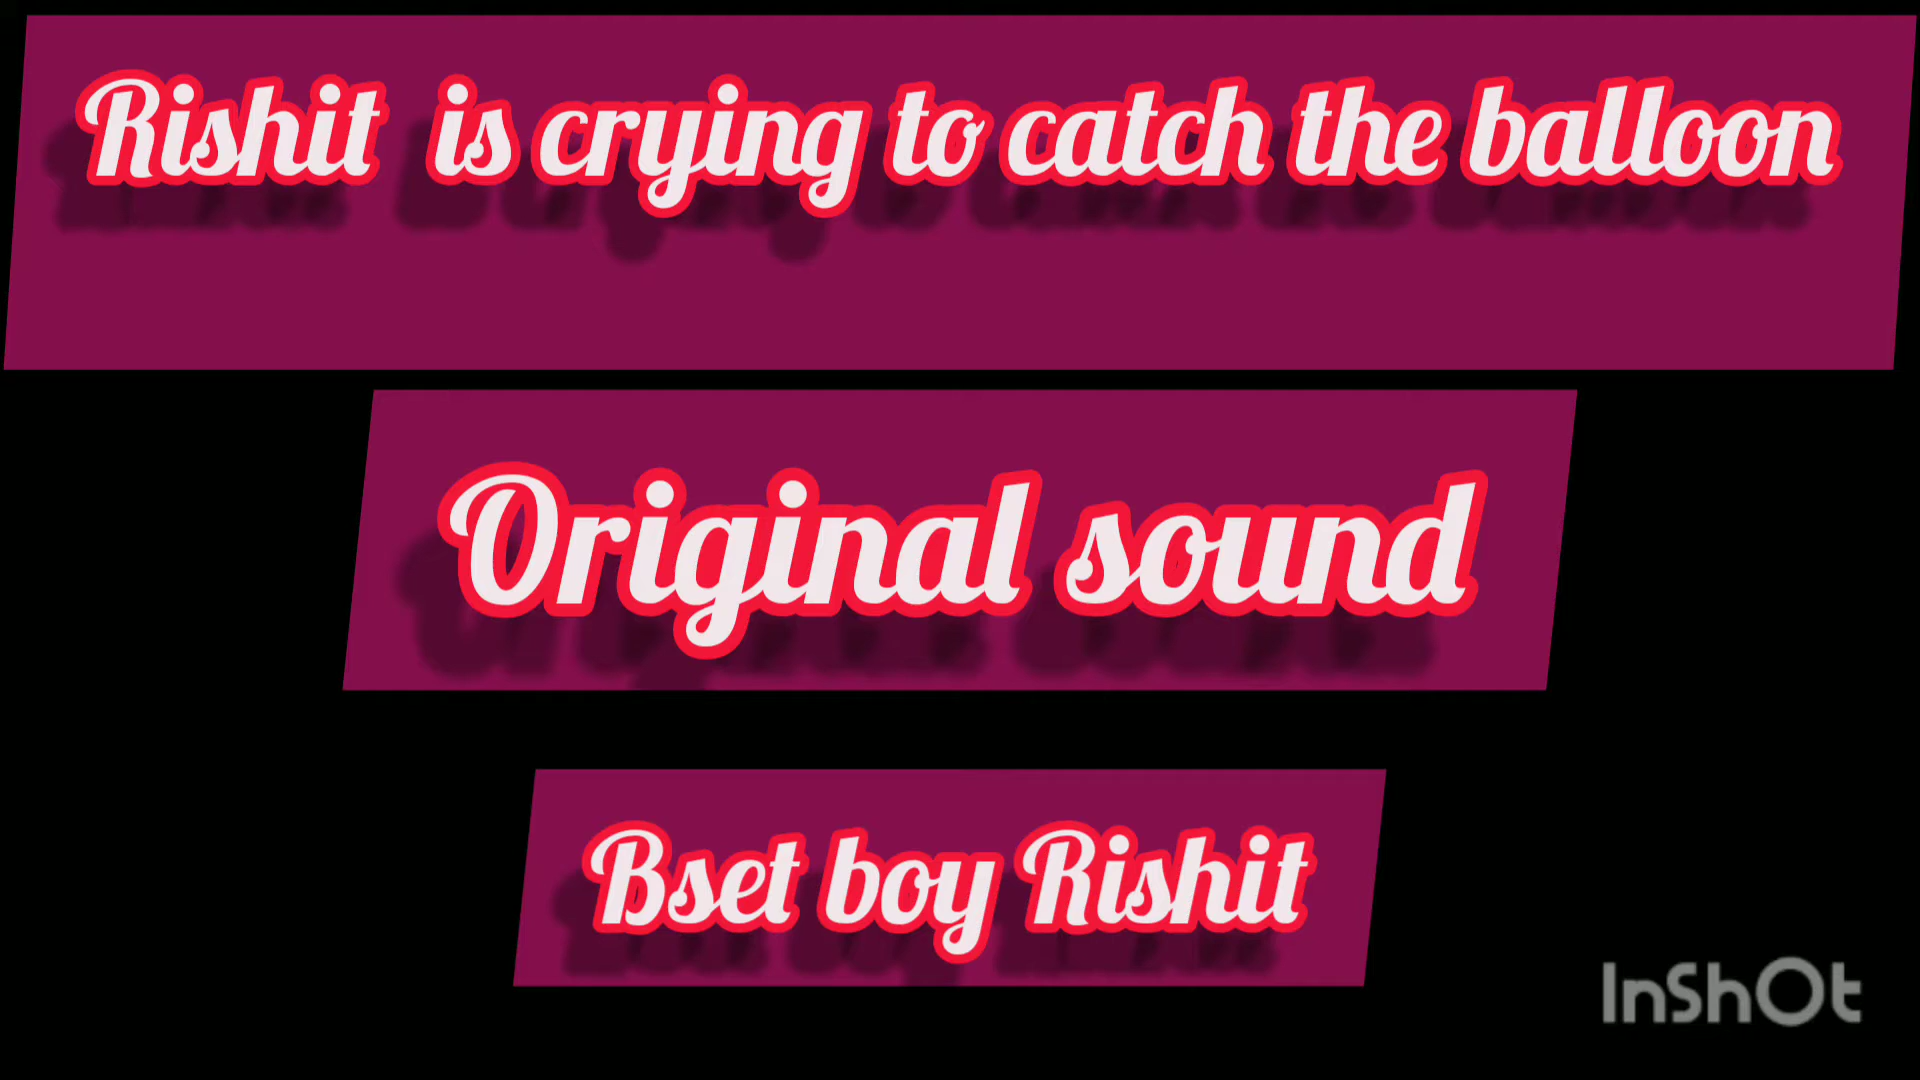 Rishit is crying to catch the balloon
Original sound
Bset boy Rishit
InShOt